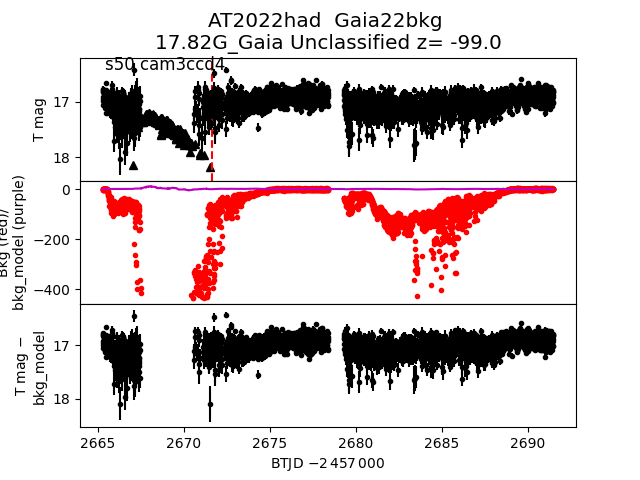 AT2022had  Gaia22bkg
17.82G_Gaia Unclassified z= -99.0
s50 cam3ccd4
T mag
17
18
Bkg (red)/
bkg_model (purple)
0
−200
−400
T mag −
bkg_model
17
18
2665 2670 2675 2680 2685 2690
BTJD −2 457 000